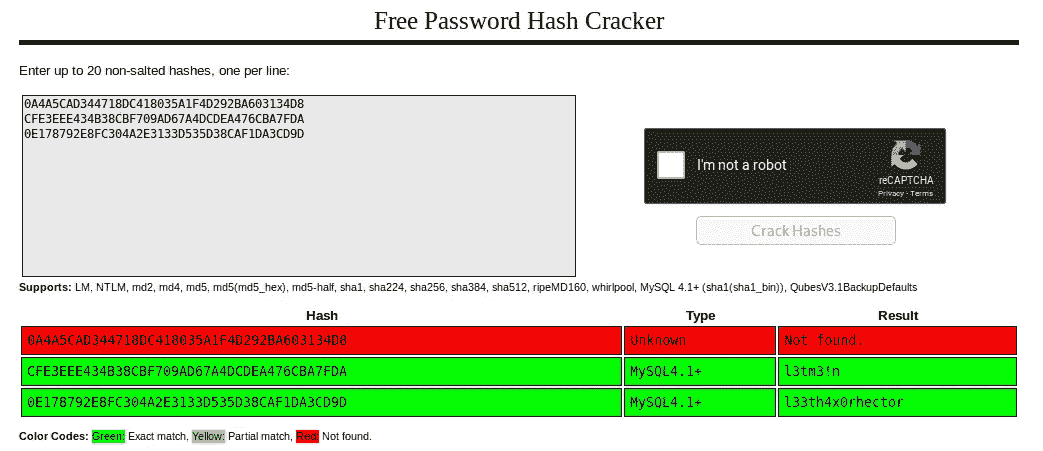 Free Password Hash Cracker
Enter up to 20 non-salted hashes, one per line:
0A4A5CAD344718DC418035A1F4D292BA603134D8
CFE3EEE434B38CBF709AD67A4DCDEA476CBA7FDA
0E178792E8FC304A2E3133D535D38CAF1DA3CD9D
I'm not a robot
reCAPTCHA
Privacy - Terms
Crack Hashes
Supports: LM, NTLM, md2, md4, md5, md5(md5_hex), md5-half, sha1, sha224, sha256, sha384, sha512, ripeMD160, whirlpool, MySQL 4.1+ (sha1(sha1_bin)), QubesV3.1BackupDefaults
Hash Type Result
0A4A5CAD344718DC418035A1F4D292BA603134D8 Unknown Not found.
CFE3EEE434B38CBF709AD67A4DCDEA476CBA7FDA MySQL4.1+ l3tm3!n
0E178792E8FC304A2E3133D535D38CAF1DA3CD9D MySQL4.1+ l33th4x0rhector
Color Codes: Green: Exact match, Yellow: Partial match, Red: Not found.